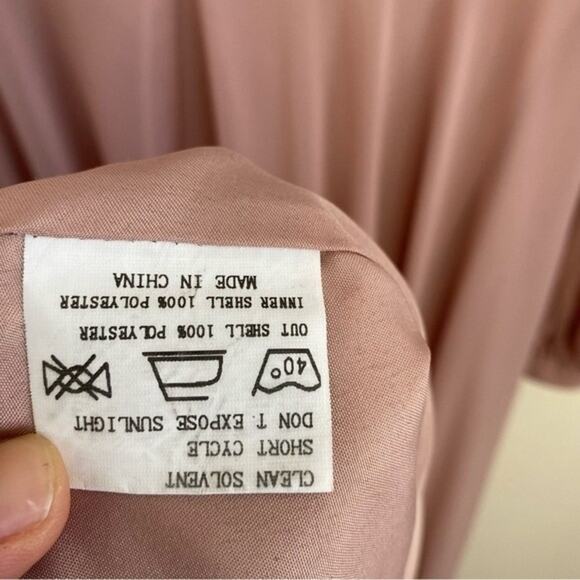 CLEAN SOLVENT
SHORT CYCLE
DON T. EXPOSE SUNLIGHT
40°
OUT SHELL 100% POLYESTER
INNER SHELL 100% POLYESTER
MADE IN CHINA